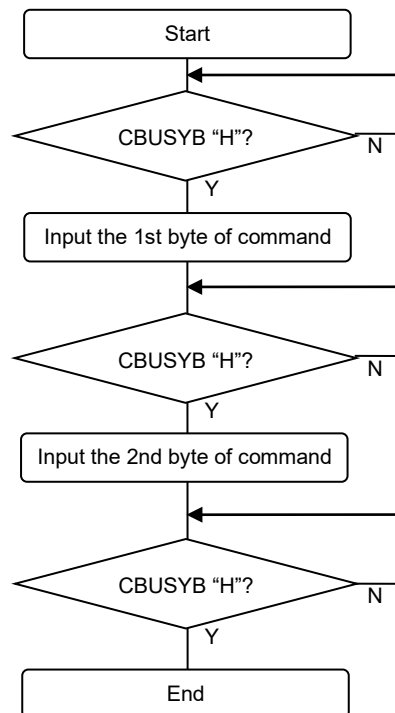 Start
CBUSYB “H”?
N
Y
Input the 1st byte of command
CBUSYB “H”?
N
Y
Input the 2nd byte of command
CBUSYB “H”?
N
Y
End